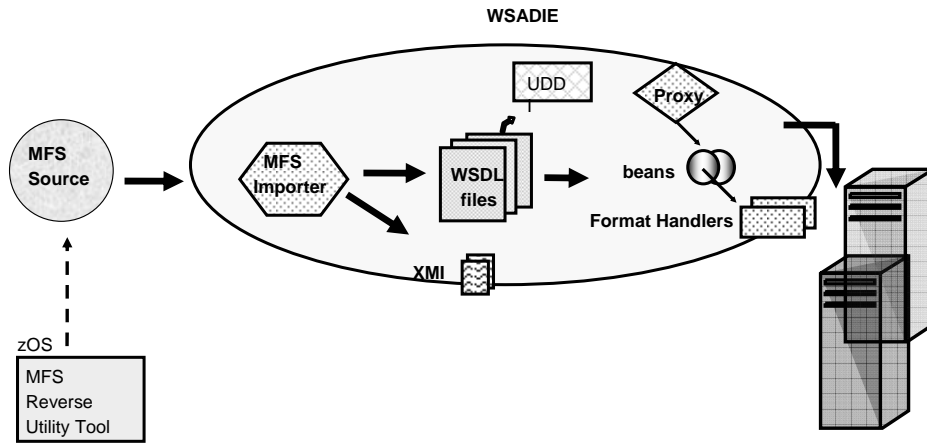 WSADIE
UDD
Proxy
MFS
Source
MFS
Importer
WSDL
files
beans
Format Handlers
XMI
zOS
MFS
Reverse
Utility Tool